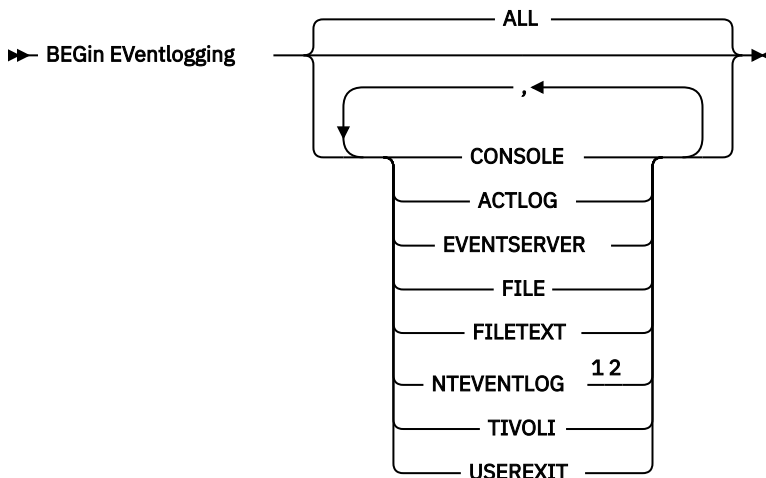 ALL
BEGin EVentlogging
,
CONSOLE
ACTLOG
EVENTSERVER
FILE
FILETEXT
NTEVENTLOG 1 2
TIVOLI
USEREXIT